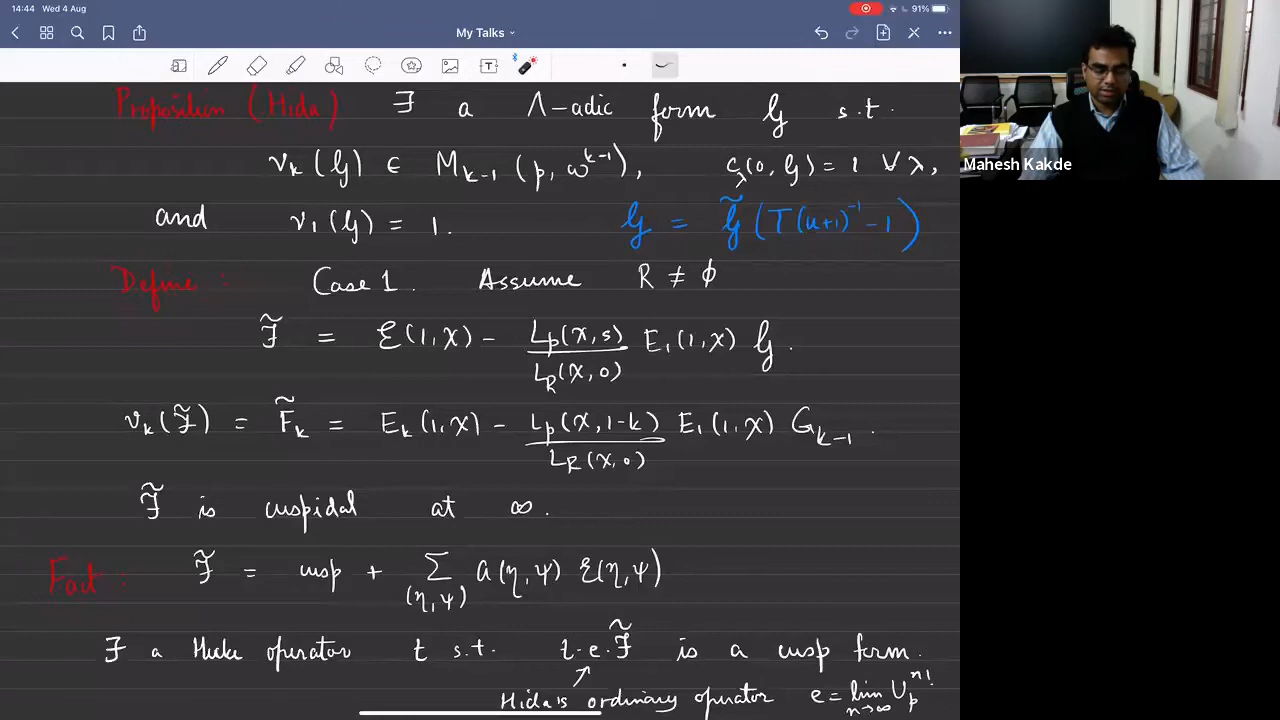 14:44 Wed 4 Aug 91%
My Talks
Mahesh Kakde
Proposition (Hida) ∃ a Λ-adic form 𝒢 s.t.
ν_k(𝒢) ∈ M_{k-1}(p, ω^{k-1}), c_λ(0, 𝒢) = 1 ∀ λ,
and ν_1(𝒢) = 1. 𝒢 = 𝒢̃(T(u+1)^{-1} - 1)
Define: Case 1. Assume R ≠ ϕ
ℱ̃ = ℰ(1,χ) - L_p(χ,s)/L_R(χ,0) E_1(1,χ) 𝒢.
ν_k(ℱ̃) = F̃_k = E_k(1,χ) - L_p(χ,1-k)/L_R(χ,0) E_1(1,χ) G_{k-1}.
ℱ̃ is cuspidal at ∞.
Fact: ℱ̃ = cusp + Σ_{(η,ψ)} a(η,ψ) ℰ(η,ψ)
∃ a Hecke operator t s.t. t·e·ℱ̃ is a cusp form.
Hida's ordinary operator e = lim_{n→∞} U_p^{n!}